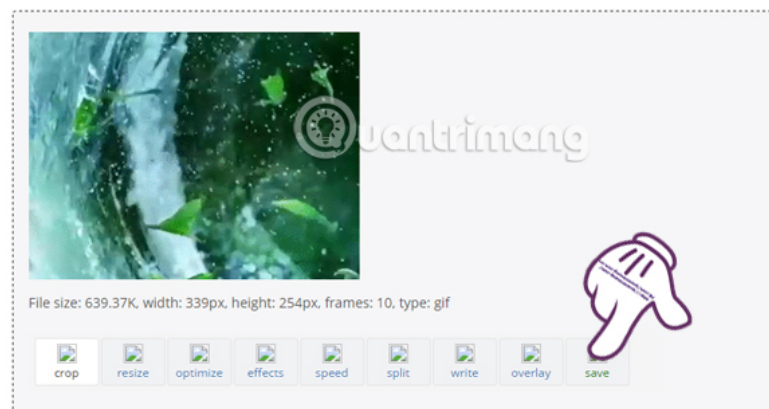 Quantrimang
File size: 639.37K, width: 339px, height: 254px, frames: 10, type: gif
crop resize optimize effects speed split write overlay save